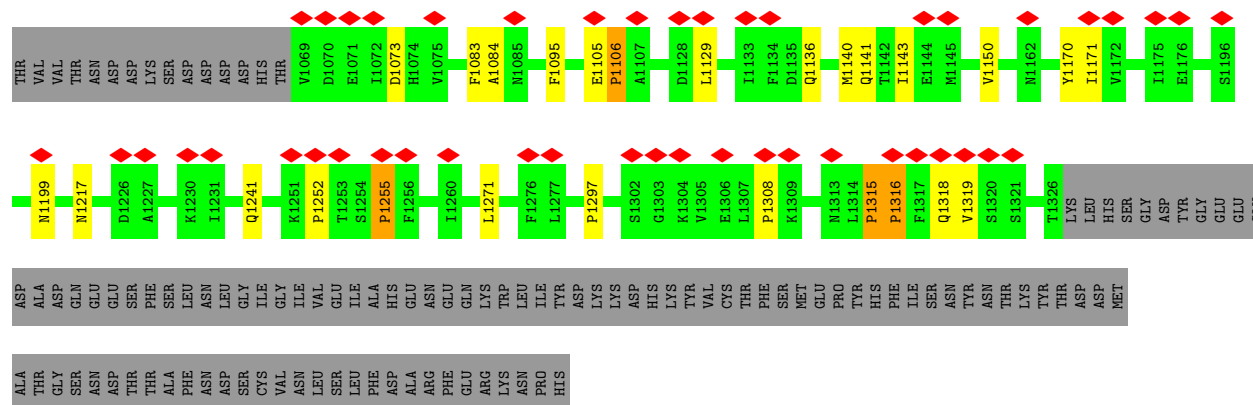 THR VAL VAL THR ASN ASP ASP LYS SER ASP ASP ASP ASP HIS THR V1069 D1070 E1071 I1072 D1073 H1074 V1075 F1083 A1084 N1085 F1095 E1105 P1106 A1107 D1128 L1129 I1133 F1134 D1135 Q1136 M1140 Q1141 T1142 I1143 E1144 M1145 V1150 N1162 Y1170 I1171 V1172 I1175 E1176 S1196
N1199 N1217 D1226 A1227 K1230 I1231 Q1241 K1251 P1252 T1253 S1254 P1255 F1256 I1260 L1271 F1276 L1277 P1297 S1302 G1303 K1304 V1305 E1306 L1307 P1308 K1309 N1313 L1314 P1315 P1316 F1317 Q1318 V1319 S1320 S1321 T1326 LYS LEU HIS SER GLY ASP TYR GLY GLU GLU
ASP ALA ASP GLN GLU GLU SER PHE SER LEU ASN LEU GLY ILE GLY ILE VAL GLU ILE ALA HIS GLU ASN GLU GLN LYS TRP LEU ILE TYR ASP LYS LYS ASP HIS LYS TYR VAL CYS THR PHE SER MET GLU PRO TYR HIS PHE ILE SER ASN TYR ASN THR LYS TYR THR ASP ASP MET
ALA THR GLY SER ASN ASP THR THR ALA PHE ASN ASP SER CYS VAL ASN LEU SER LEU PHE ASP ALA ARG PHE GLU ARG LYS ASN PRO HIS